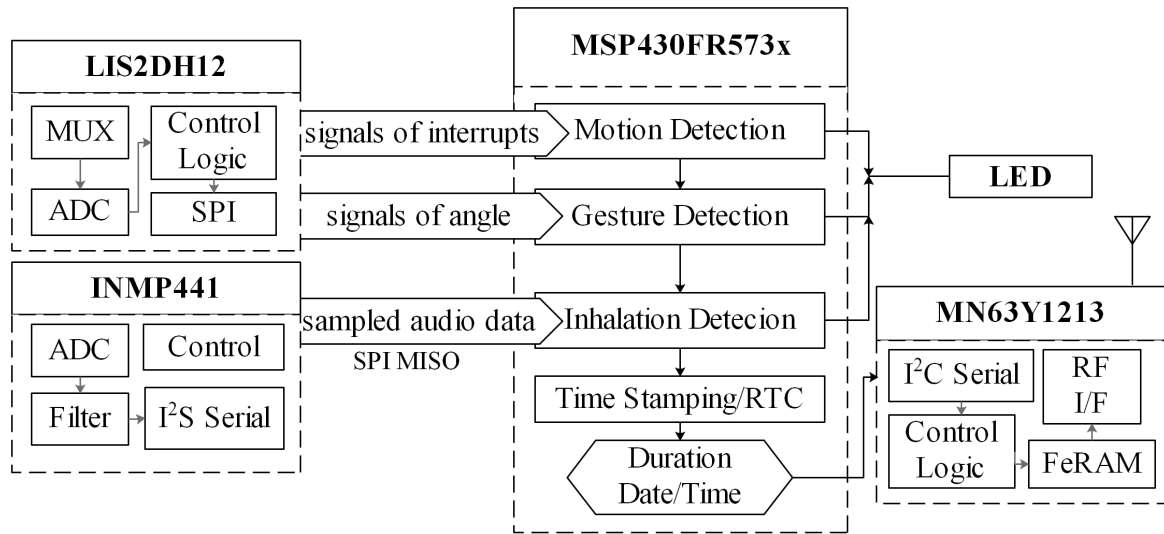 LIS2DH12
MUX
ADC
Control
Logic
SPI
INMP441
ADC
Control
Filter
I²S Serial
signals of interrupts
signals of angle
sampled audio data
SPI MISO
MSP430FR573x
Motion Detection
Gesture Detection
Inhalation Detecion
Time Stamping/RTC
Duration
Date/Time
LED
MN63Y1213
I²C Serial
Control
Logic
RF
I/F
FeRAM